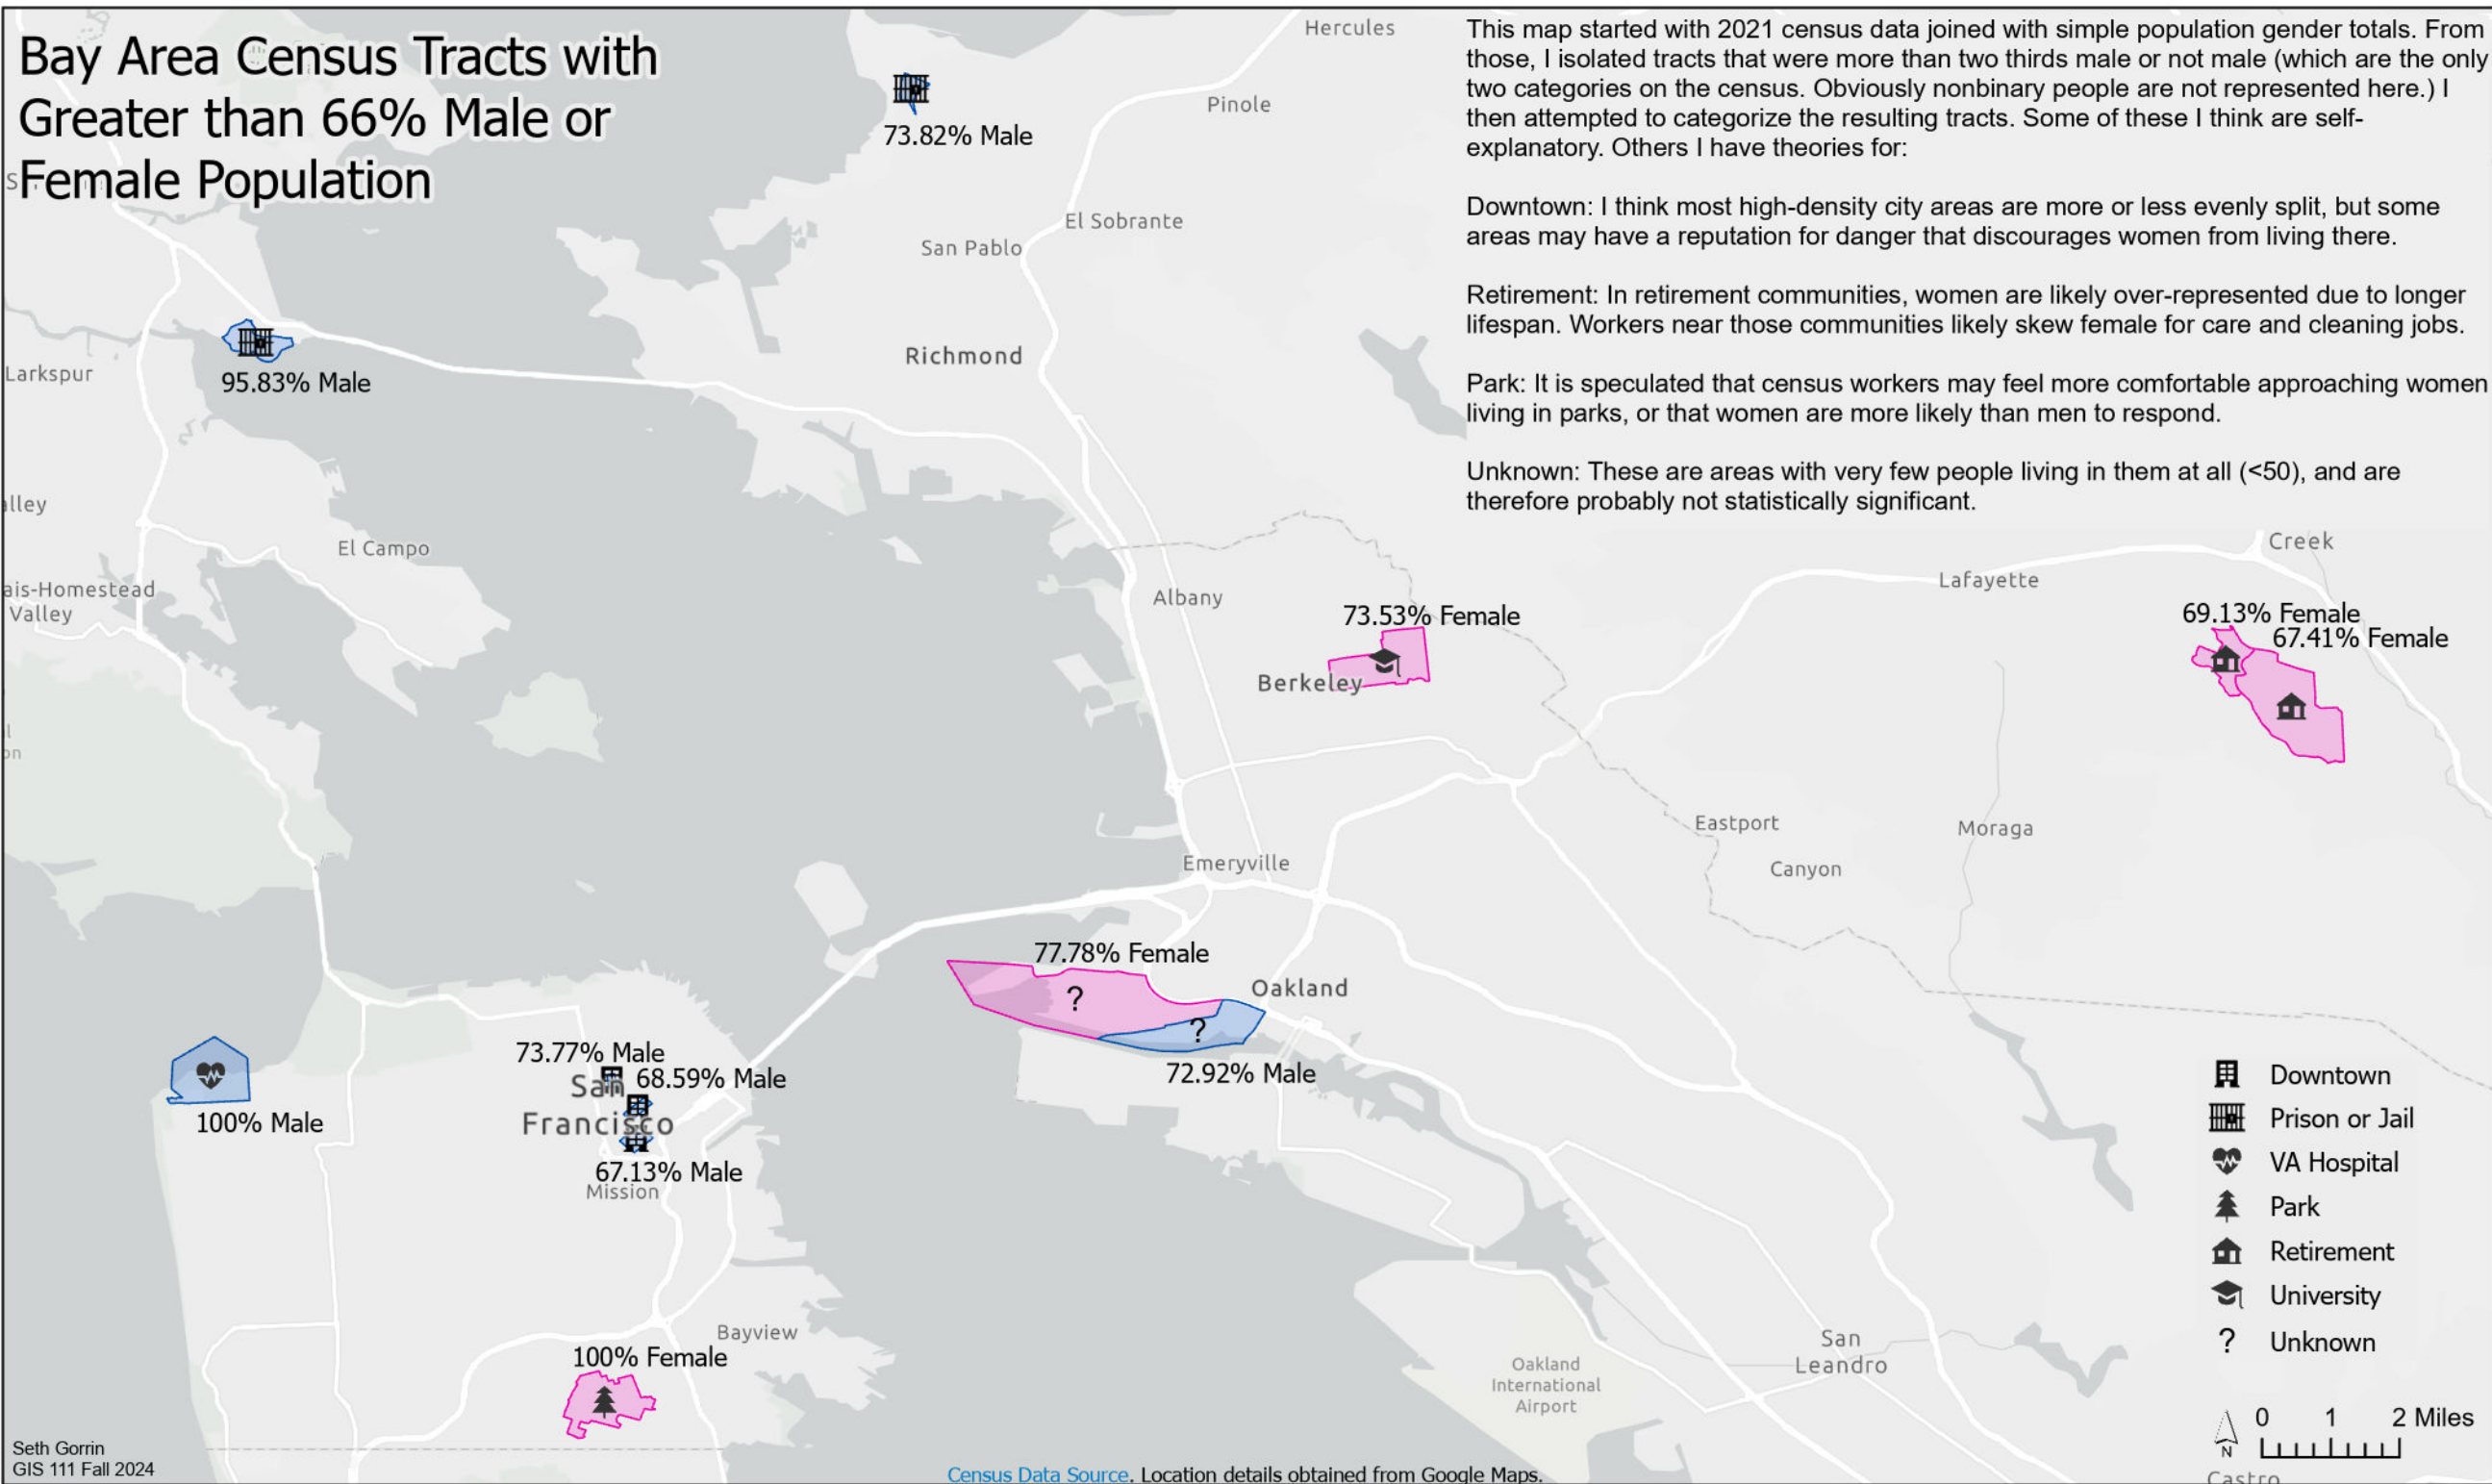 Bay Area Census Tracts with
Greater than 66% Male or
Female Population
This map started with 2021 census data joined with simple population gender totals. From
those, I isolated tracts that were more than two thirds male or not male (which are the only
two categories on the census. Obviously nonbinary people are not represented here.) I
then attempted to categorize the resulting tracts. Some of these I think are self-
explanatory. Others I have theories for:
Downtown: I think most high-density city areas are more or less evenly split, but some
areas may have a reputation for danger that discourages women from living there.
Retirement: In retirement communities, women are likely over-represented due to longer
lifespan. Workers near those communities likely skew female for care and cleaning jobs.
Park: It is speculated that census workers may feel more comfortable approaching women
living in parks, or that women are more likely than men to respond.
Unknown: These are areas with very few people living in them at all (<50), and are
therefore probably not statistically significant.
Hercules
Pinole
73.82% Male
El Sobrante
San Pablo
Richmond
Larkspur
95.83% Male
alley
El Campo
ais-Homestead
Valley
Albany
73.53% Female
Berkeley
Creek
Lafayette
69.13% Female
67.41% Female
Eastport
Moraga
Canyon
Emeryville
77.78% Female
?
Oakland
?
72.92% Male
100% Male
73.77% Male
San
68.59% Male
Francisco
67.13% Male
Mission
Bayview
100% Female
Oakland
International
Airport
San
Leandro
Downtown
Prison or Jail
VA Hospital
Park
Retirement
University
? Unknown
0 1 2 Miles
N
Castro
Seth Gorrin
GIS 111 Fall 2024
Census Data Source. Location details obtained from Google Maps.